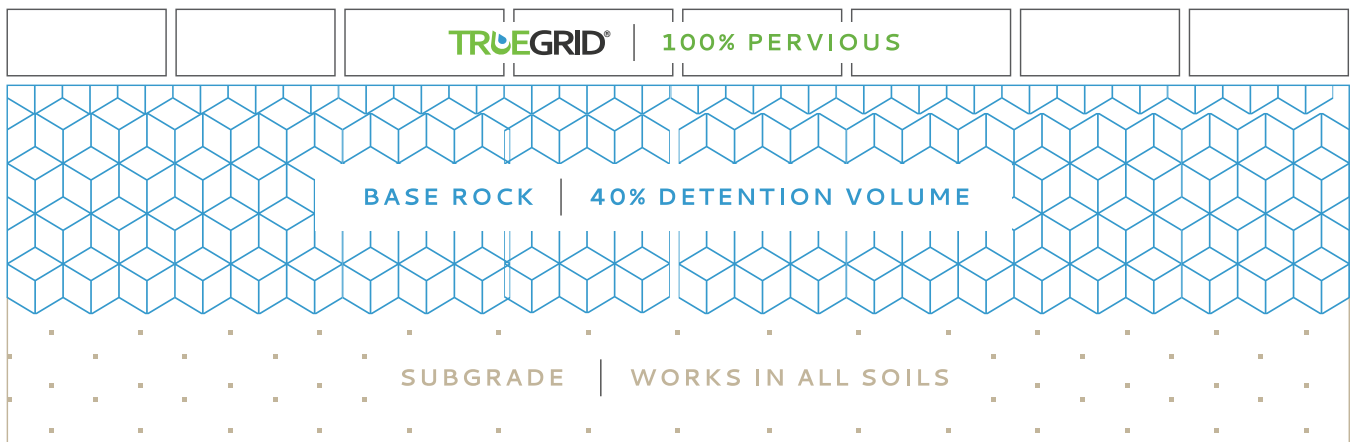 TRUEGRID® | 100% PERVIOUS
BASE ROCK | 40% DETENTION VOLUME
SUBGRADE | WORKS IN ALL SOILS